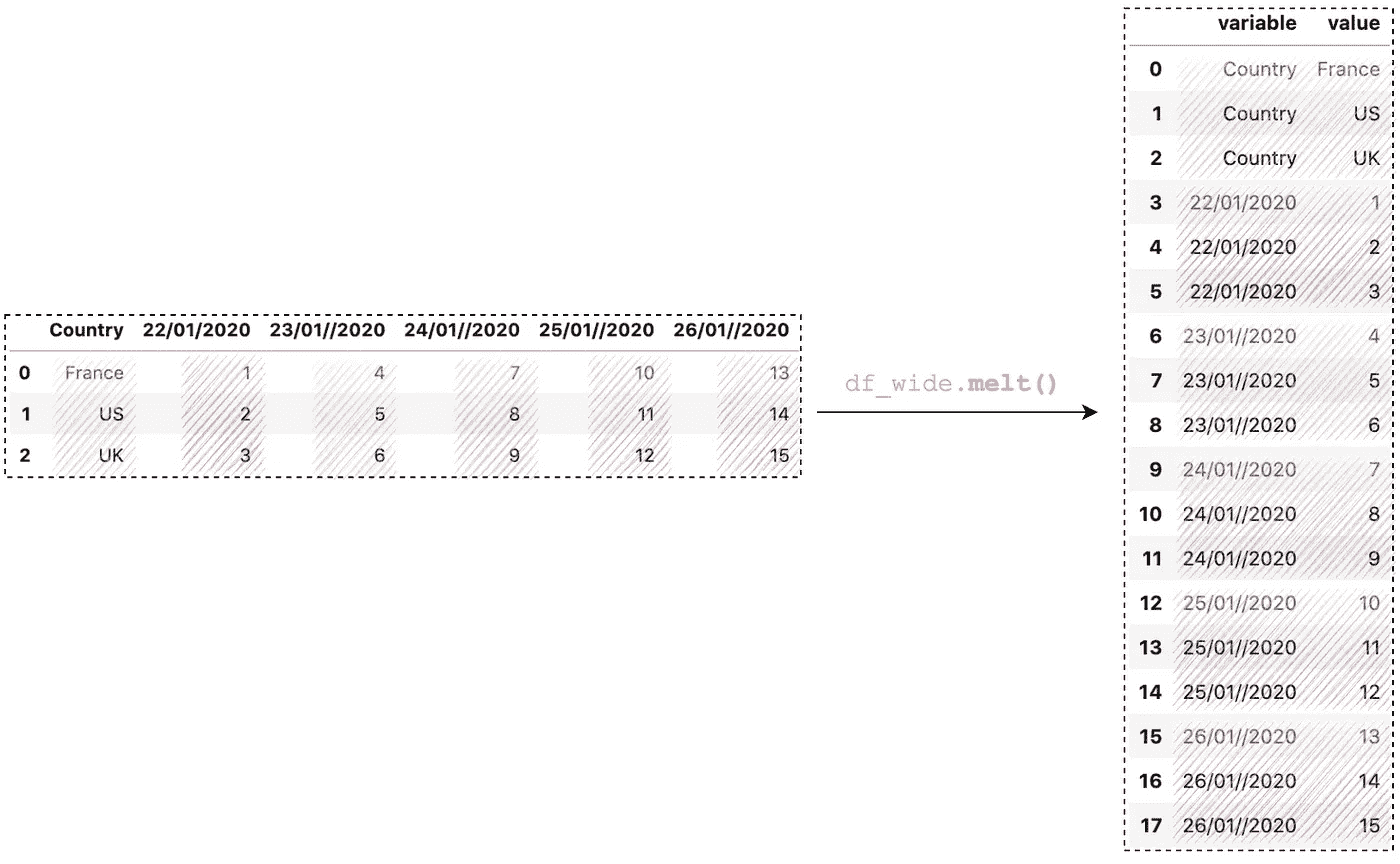 Country 22/01/2020 23/01//2020 24/01//2020 25/01//2020 26/01//2020
0 France 1 4 7 10 13
1 US 2 5 8 11 14
2 UK 3 6 9 12 15
df_wide.melt()
variable value
0 Country France
1 Country US
2 Country UK
3 22/01/2020 1
4 22/01/2020 2
5 22/01/2020 3
6 23/01//2020 4
7 23/01//2020 5
8 23/01//2020 6
9 24/01//2020 7
10 24/01//2020 8
11 24/01//2020 9
12 25/01//2020 10
13 25/01//2020 11
14 25/01//2020 12
15 26/01//2020 13
16 26/01//2020 14
17 26/01//2020 15